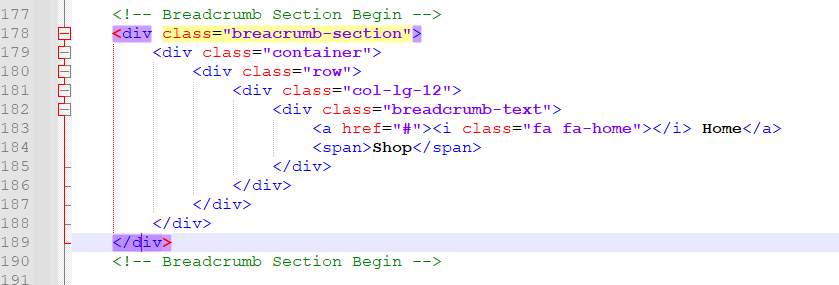 177 <!-- Breadcrumb Section Begin -->
178 <div class="breacrumb-section">
179 <div class="container">
180 <div class="row">
181 <div class="col-lg-12">
182 <div class="breadcrumb-text">
183 <a href="#"><i class="fa fa-home"></i> Home</a>
184 <span>Shop</span>
185 </div>
186 </div>
187 </div>
188 </div>
189 </div>
190 <!-- Breadcrumb Section Begin -->
191